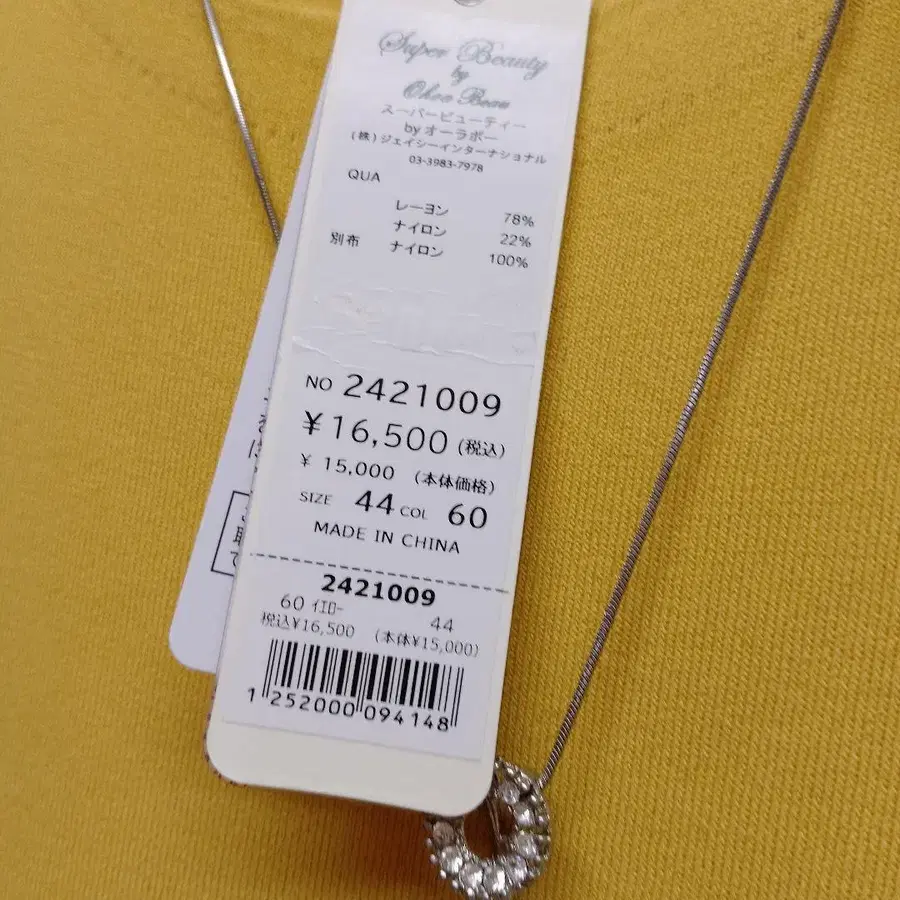 Super Beauty
by
Ohra Beau
スーパービューティー
by オーラボー
(株)ジェイシーインターナショナル
03-3983-7978
QUA
レーヨン 78%
ナイロン 22%
別布 ナイロン 100%
NO 2421009
¥16,500 (税込)
¥ 15,000 (本体価格)
SIZE 44 COL 60
MADE IN CHINA
2421009
60 ｲｴﾛｰ 44
税込¥16,500 (本体¥15,000)
1 252000 094148